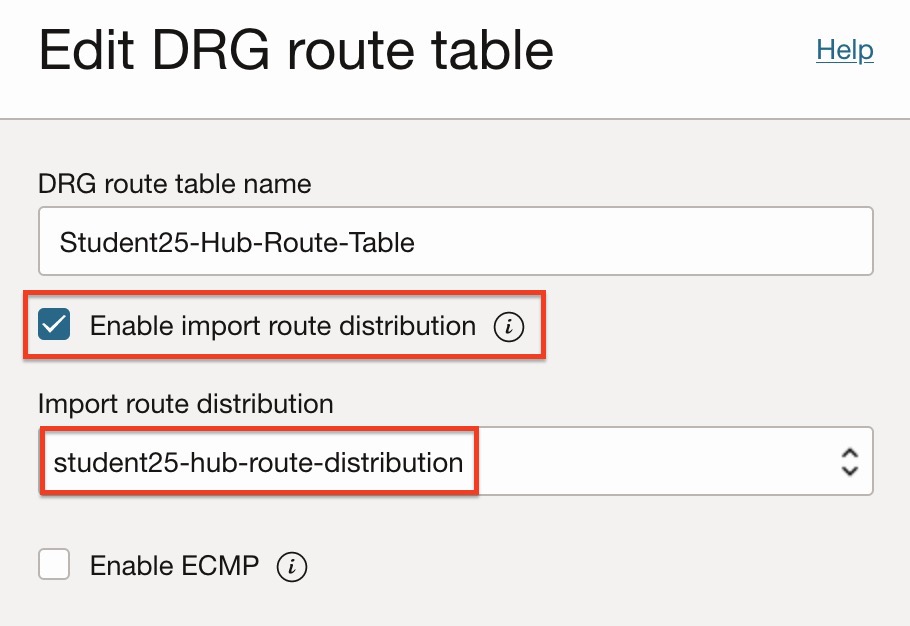 Edit DRG route table
Help
DRG route table name
Student25-Hub-Route-Table
Enable import route distribution
Import route distribution
student25-hub-route-distribution
Enable ECMP